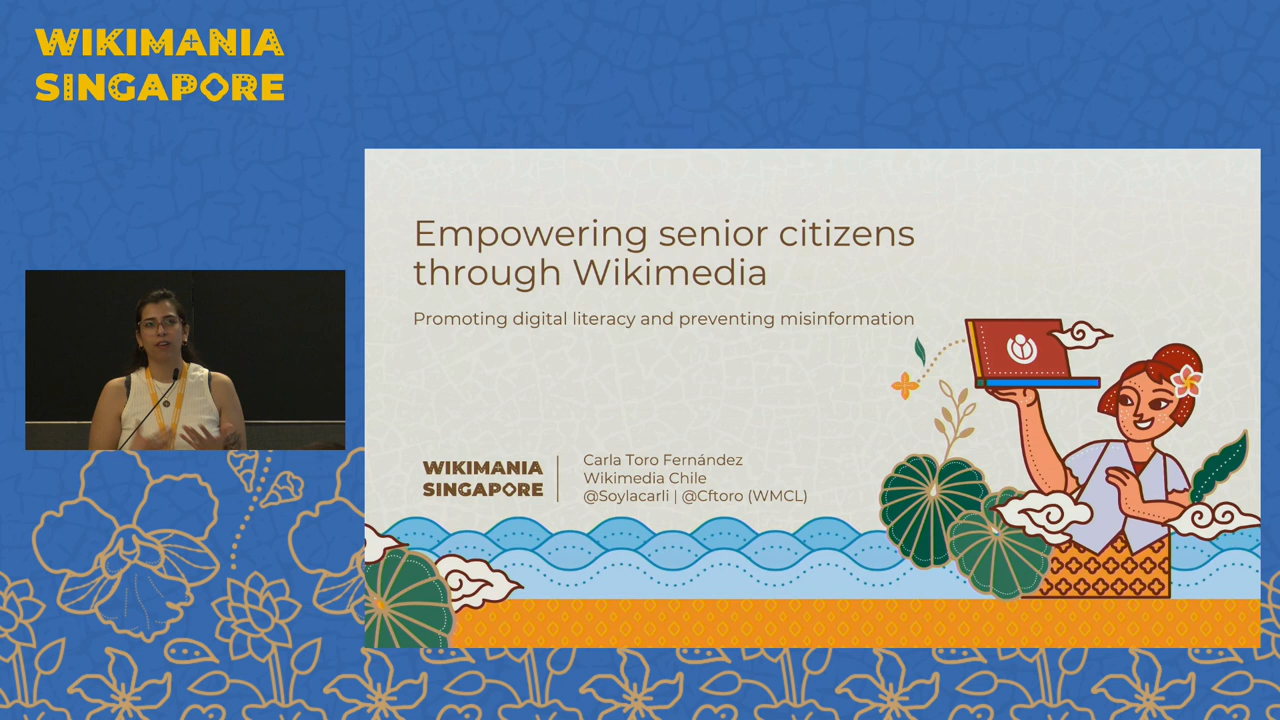 WIKIMANIA
SINGAPORE
Empowering senior citizens
through Wikimedia
Promoting digital literacy and preventing misinformation
WIKIMANIA
SINGAPORE
Carla Toro Fernández
Wikimedia Chile
@Soylacarli | @Cftoro (WMCL)